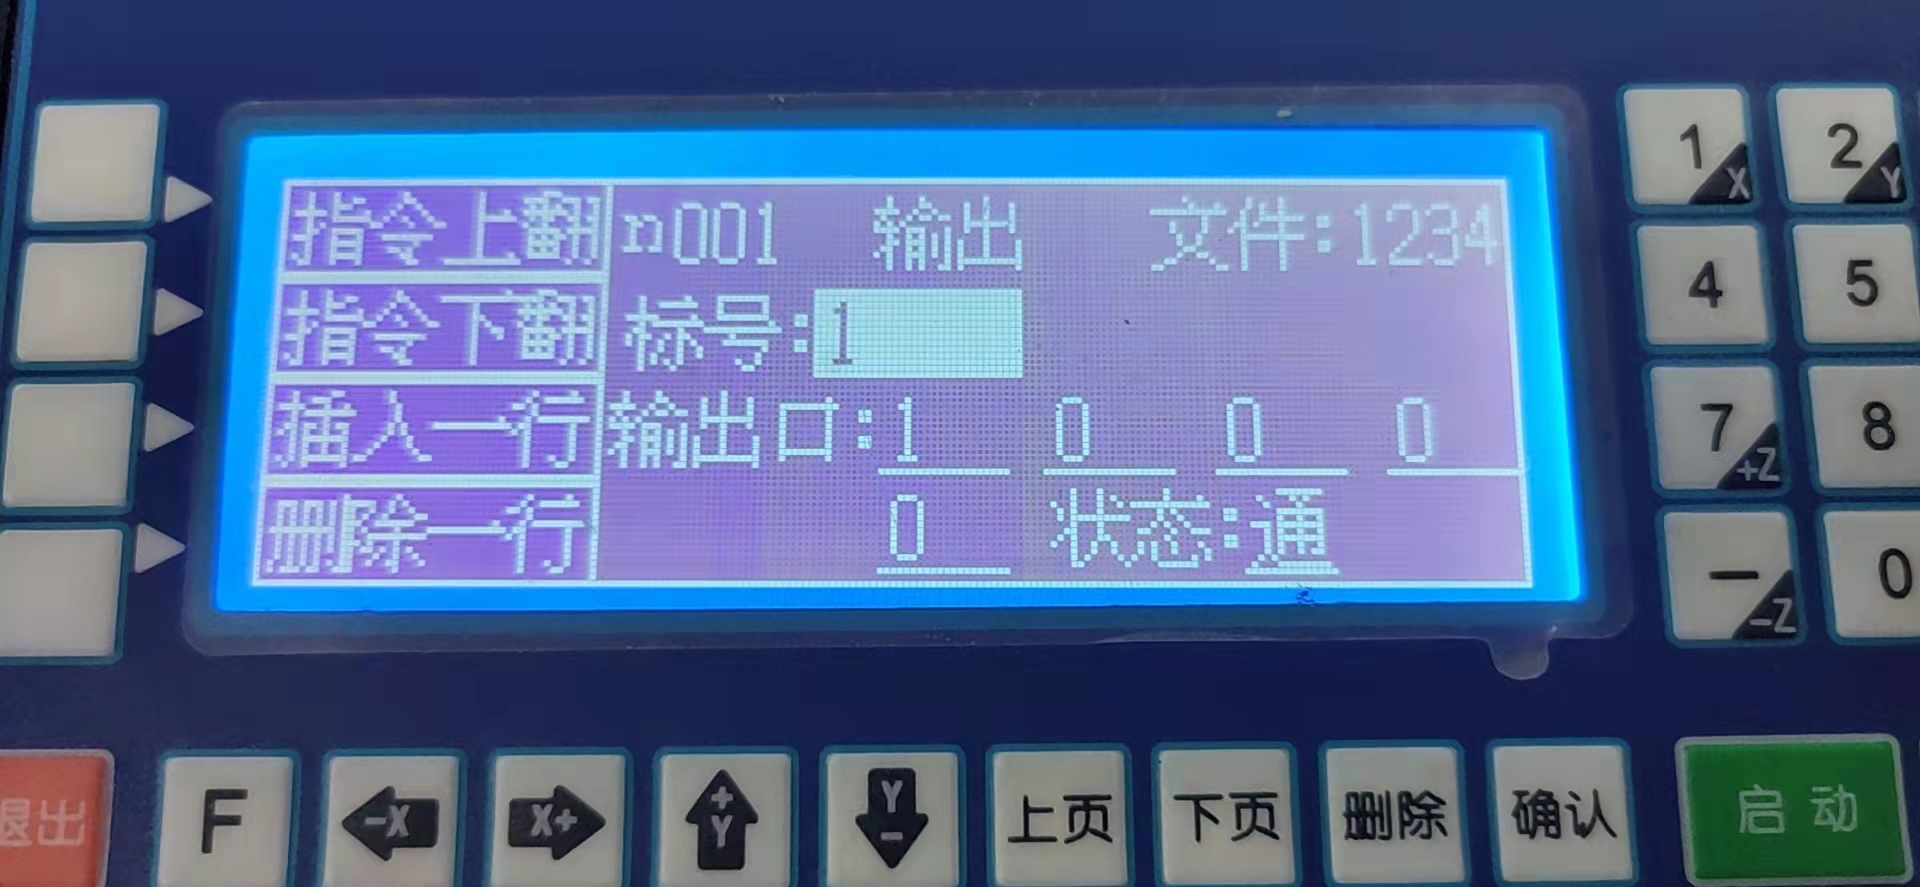 指令上翻 n001 输出 文件:1234
指令下翻 标号:1
插入一行 输出口:1 0 0 0
删除一行 0 状态:通
1 X 2 Y
4 5
7 +Z 8
- -Z 0
退出 F -X X+ +Y Y- 上页 下页 删除 确认 启动